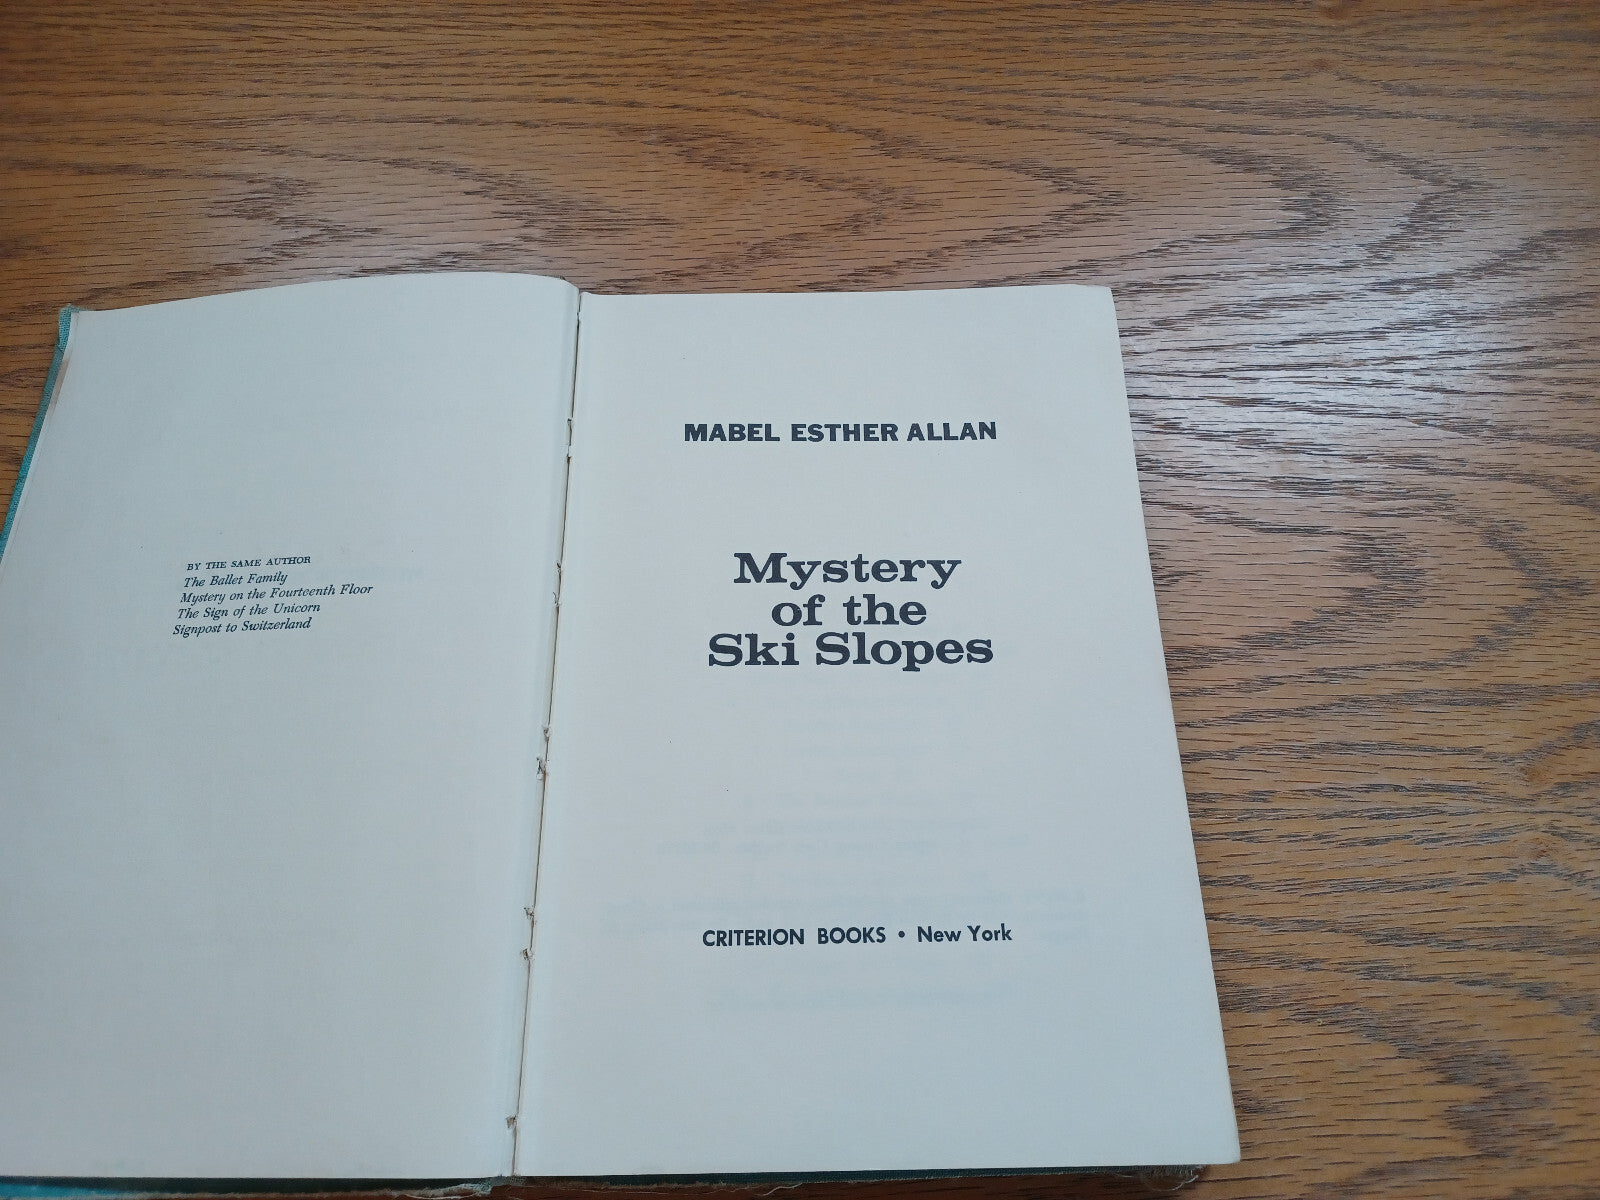 BY THE SAME AUTHOR
The Ballet Family
Mystery on the Fourteenth Floor
The Sign of the Unicorn
Signpost to Switzerland
MABEL ESTHER ALLAN
Mystery
of the
Ski Slopes
CRITERION BOOKS • New York